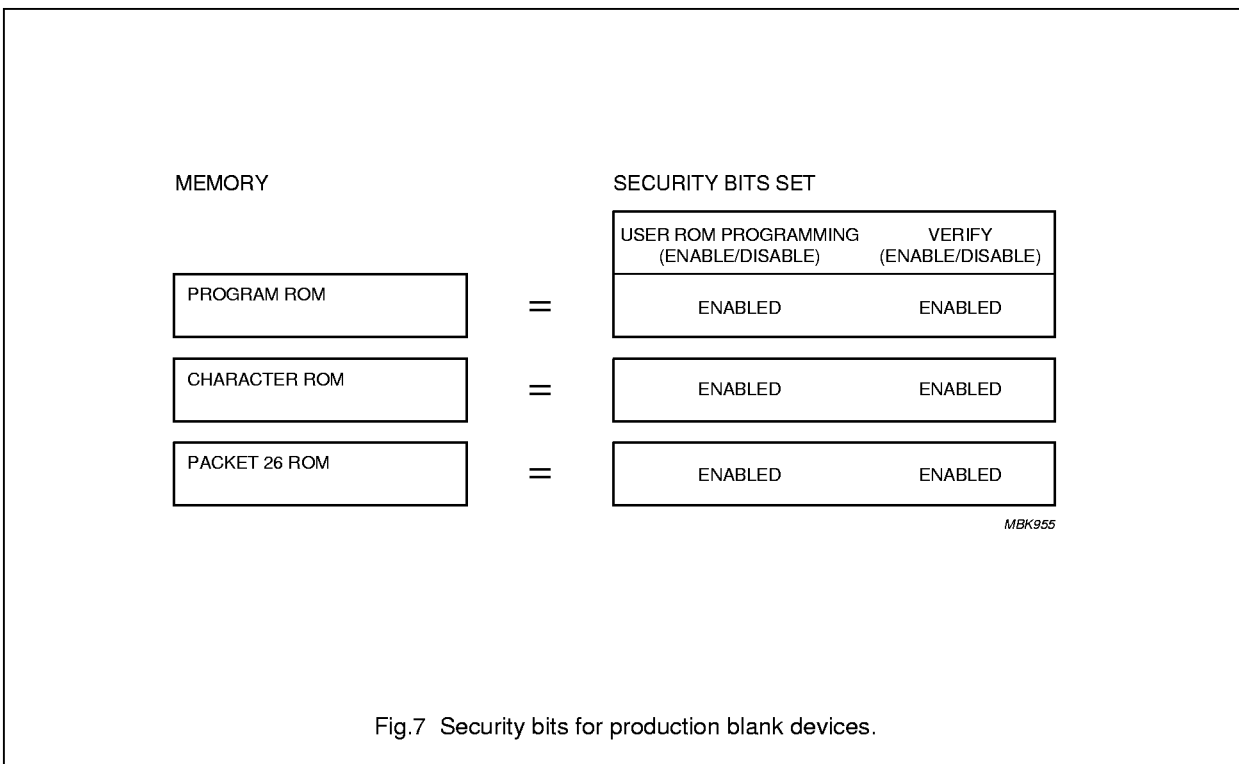 MEMORY SECURITY BITS SET
USER ROM PROGRAMMING VERIFY
(ENABLE/DISABLE) (ENABLE/DISABLE)
PROGRAM ROM = ENABLED ENABLED
CHARACTER ROM = ENABLED ENABLED
PACKET 26 ROM = ENABLED ENABLED
MBK955
Fig.7 Security bits for production blank devices.